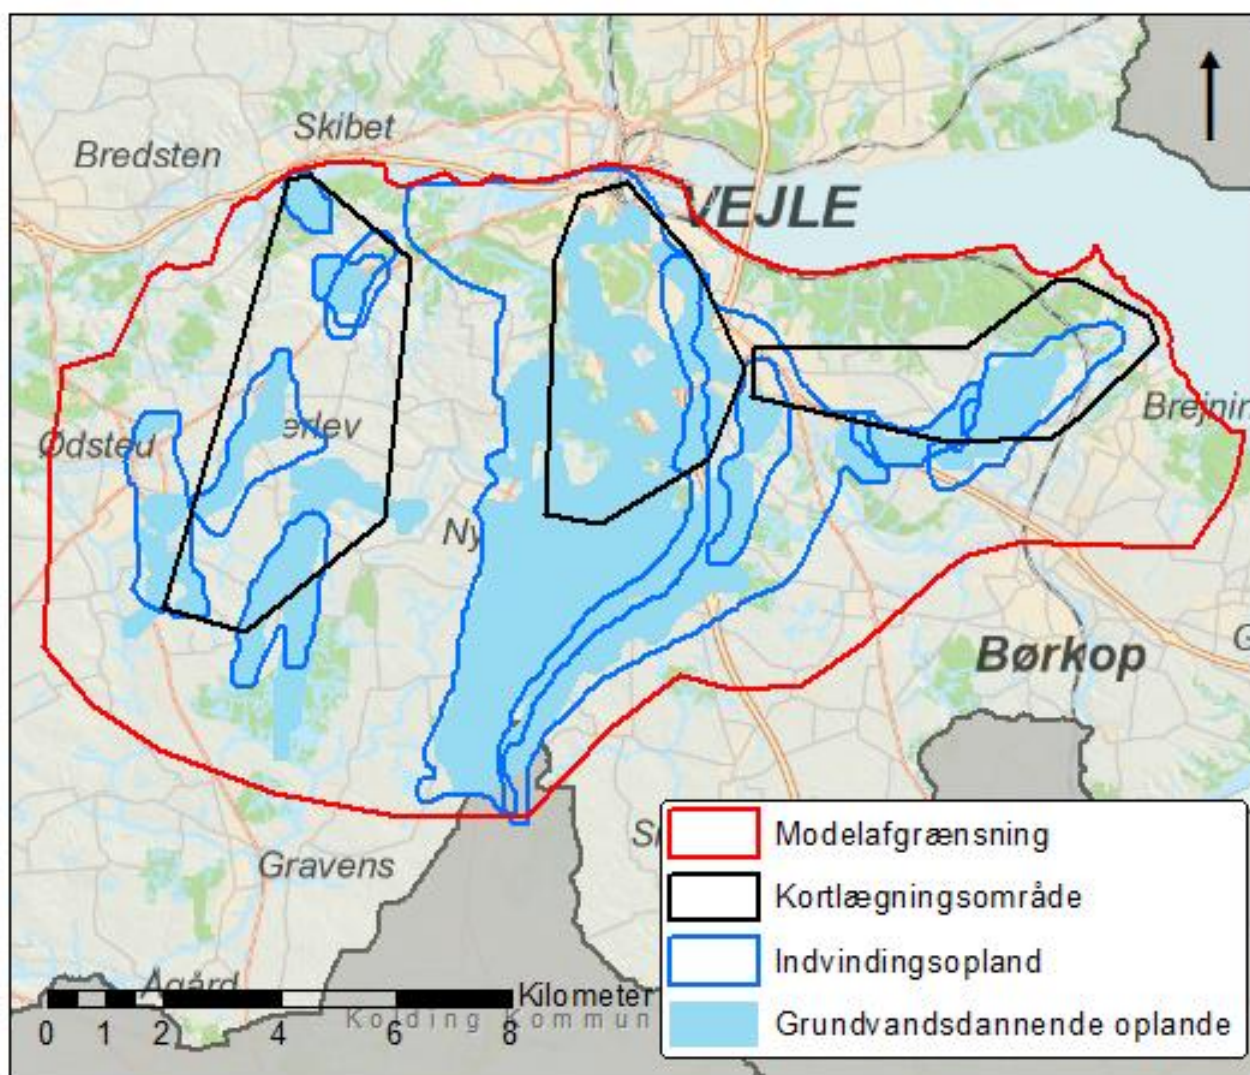 Skibet
Bredsten
VEJLE
Ødsted
erlev
Brejnin
Ny
Børkop
G
Gravens
S
Ågård
Kolding Kommun
Kilometer
0 1 2 4 6 8
Modelafgrænsning
Kortlægningsområde
Indvindingsopland
Grundvandsdannende oplande